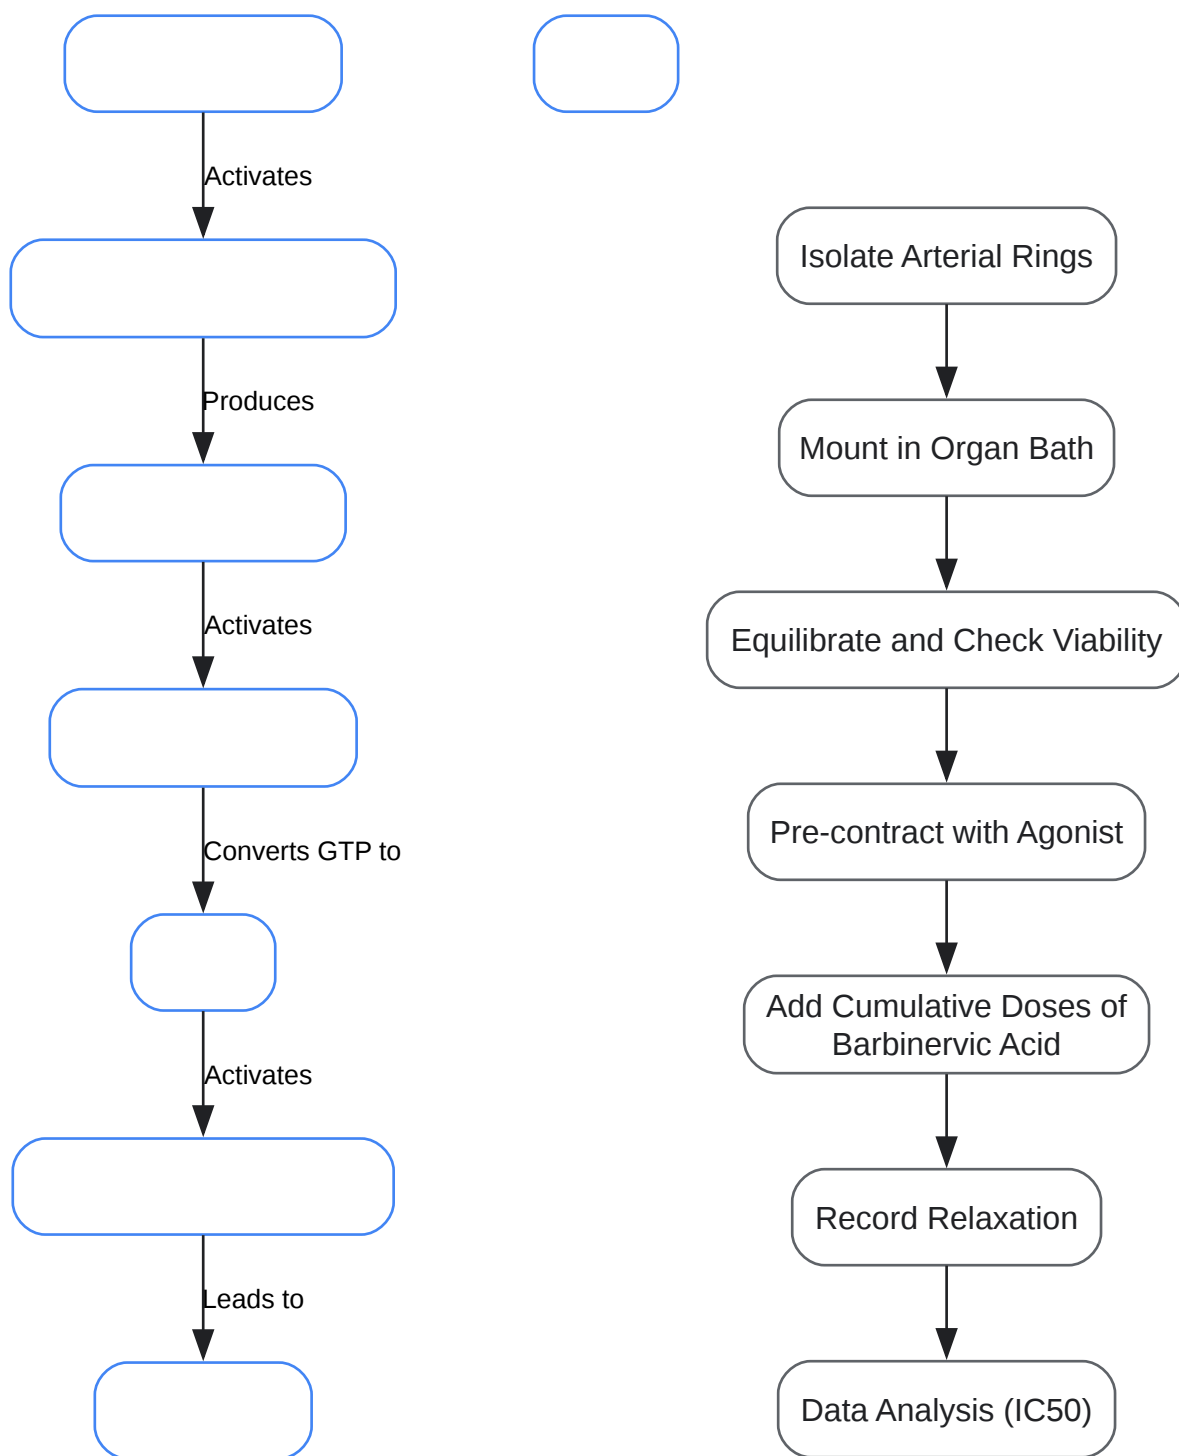 Activates
Produces
Activates
Converts GTP to
Activates
Leads to
Isolate Arterial Rings
Mount in Organ Bath
Equilibrate and Check Viability
Pre-contract with Agonist
Add Cumulative Doses of
Barbinervic Acid
Record Relaxation
Data Analysis (IC50)